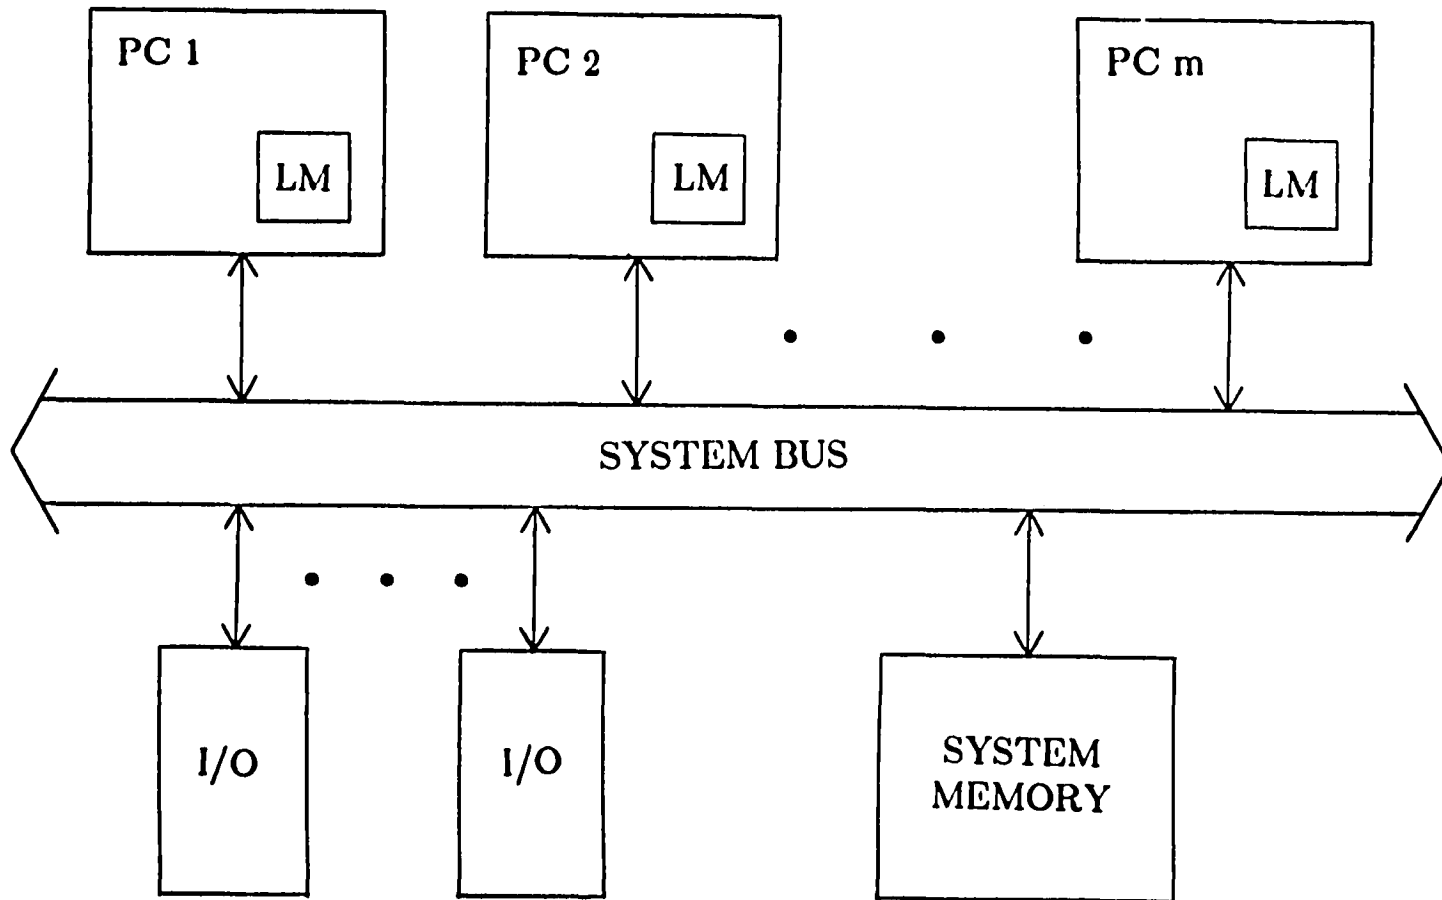 PC 1
PC 2
PC m
LM
LM
LM
SYSTEM BUS
I/O
I/O
SYSTEM
MEMORY